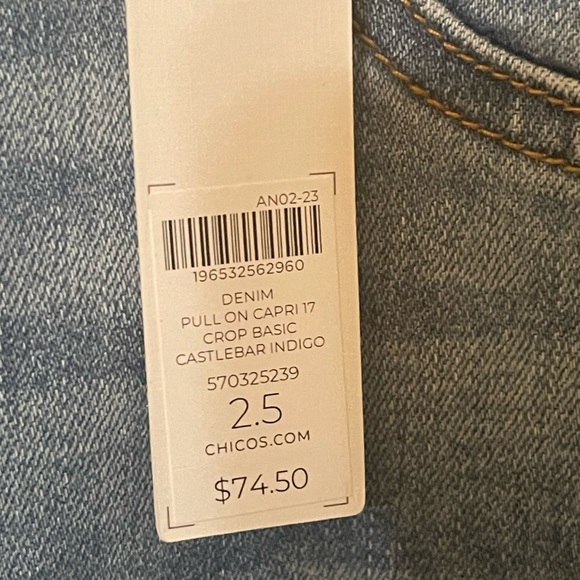 AN02-23
196532562960
DENIM
PULL ON CAPRI 17
CROP BASIC
CASTLEBAR INDIGO
570325239
2.5
CHICOS.COM
$74.50